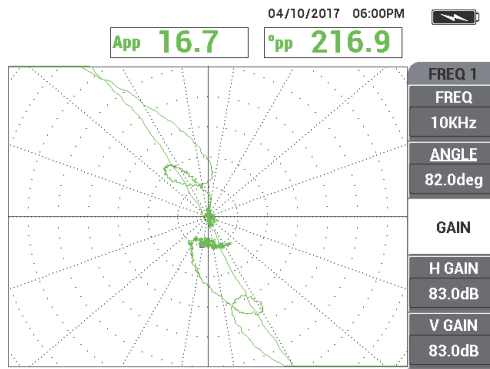 04/10/2017 06:00PM
App 16.7
°pp 216.9
FREQ 1
FREQ
10KHz
ANGLE
82.0deg
GAIN
H GAIN
83.0dB
V GAIN
83.0dB